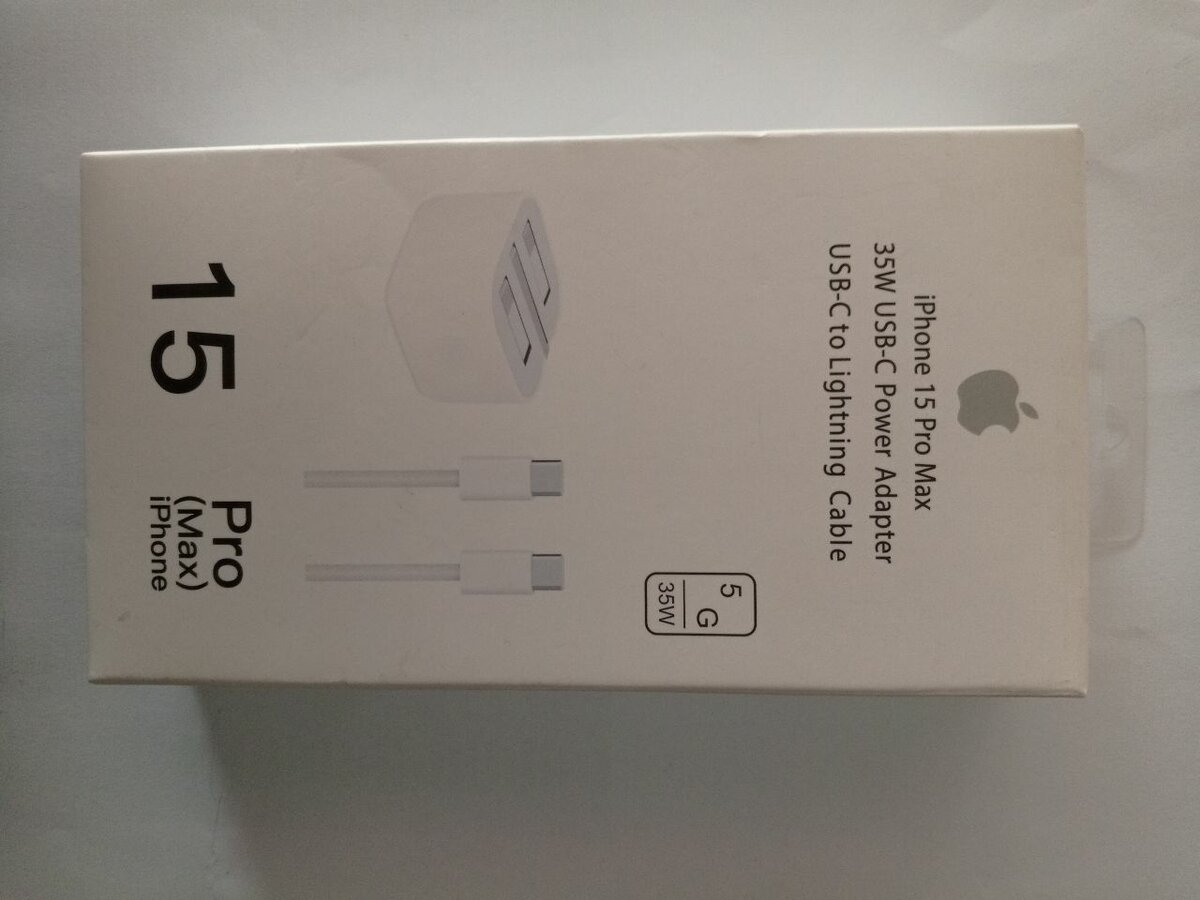 iPhone 15 Pro Max
35W USB-C Power Adapter
USB-C to Lightning Cable
5
G
35W
15
Pro
(Max)
iPhone